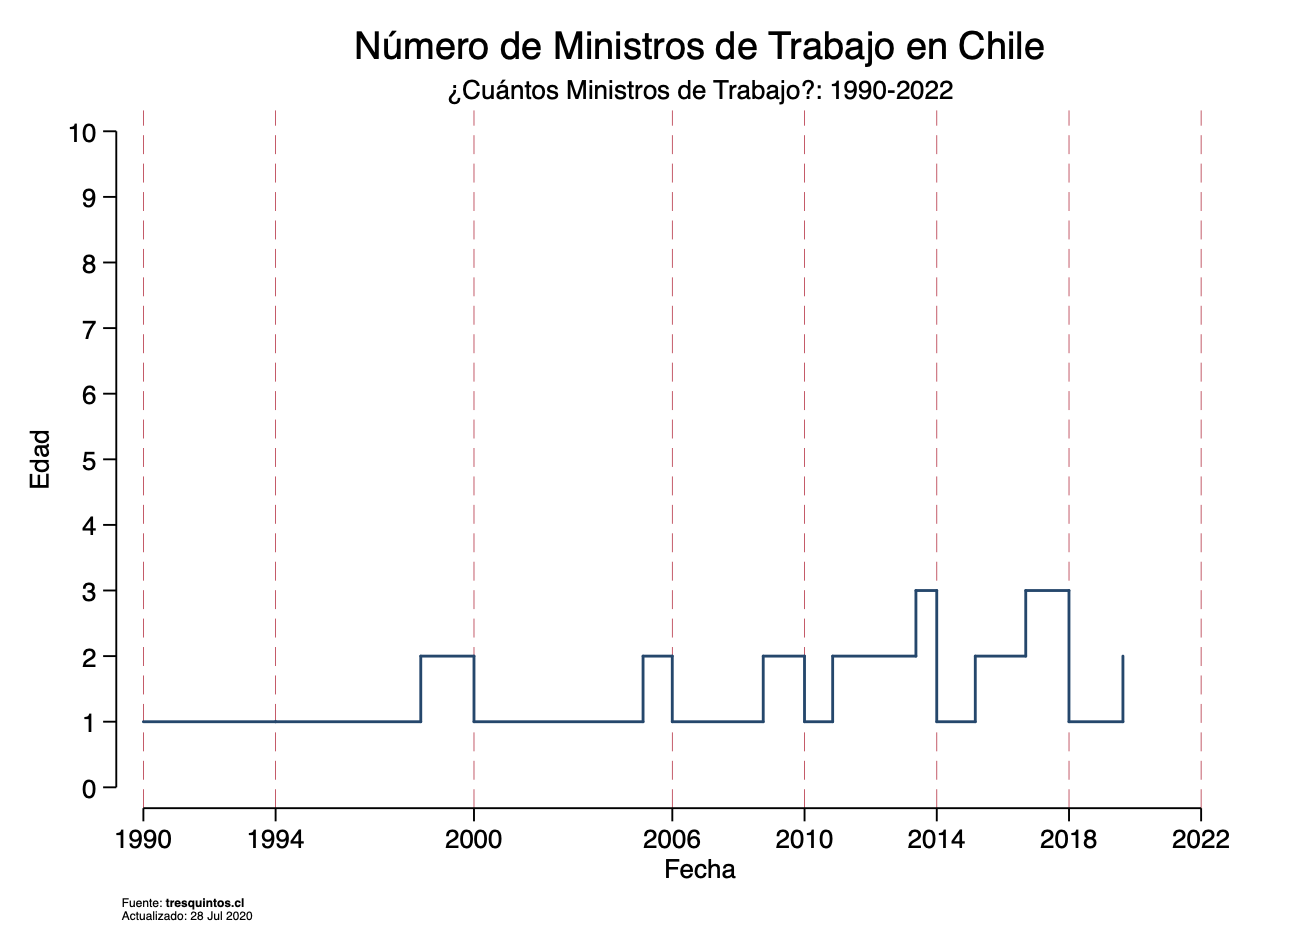 Número de Ministros de Trabajo en Chile
¿Cuántos Ministros de Trabajo?: 1990-2022
10
9
8
7
6
5
4
3
2
1
0
Edad
1990 1994 2000 2006 2010 2014 2018 2022
Fecha
Fuente: tresquintos.cl
Actualizado: 28 Jul 2020